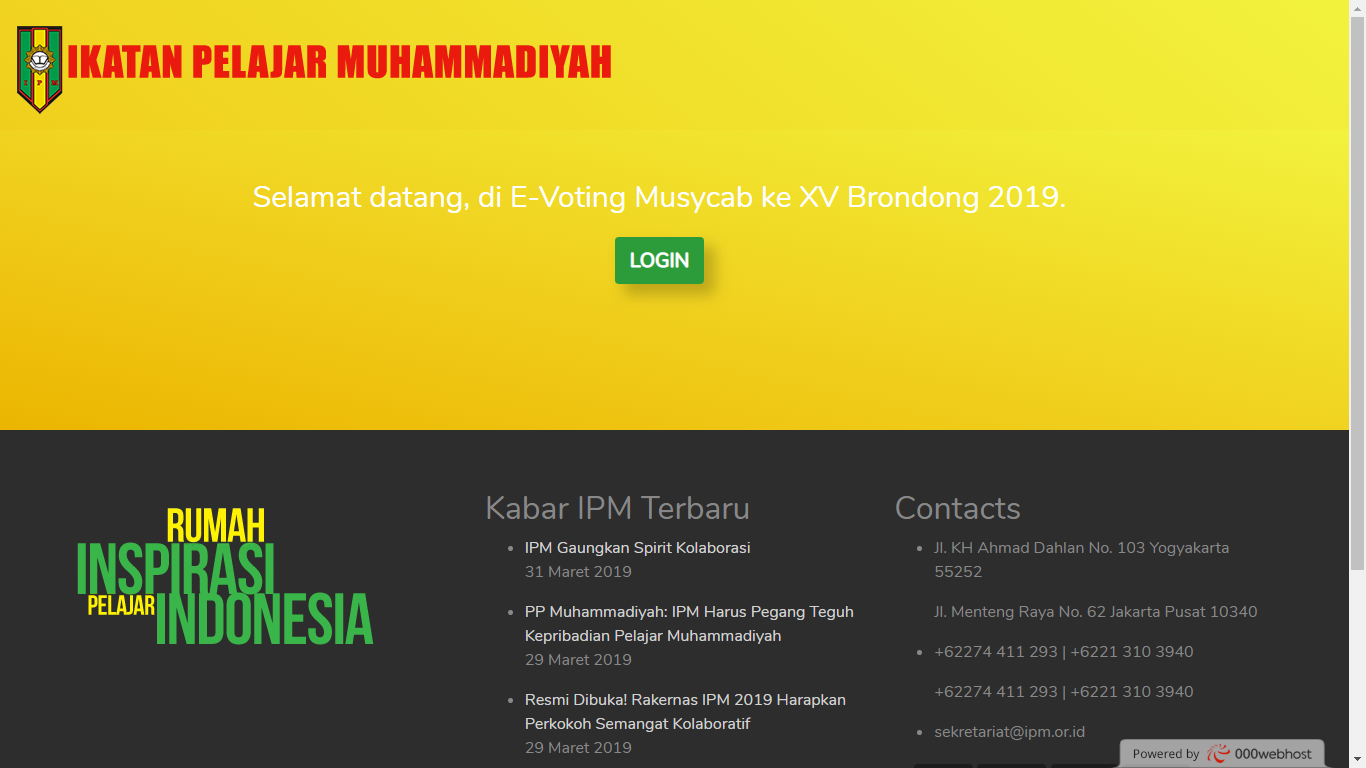 IKATAN PELAJAR MUHAMMADIYAH
I P M
Selamat datang, di E-Voting Musycab ke XV Brondong 2019.
LOGIN
RUMAH
INSPIRASI
PELAJAR INDONESIA
Kabar IPM Terbaru
IPM Gaungkan Spirit Kolaborasi
31 Maret 2019
PP Muhammadiyah: IPM Harus Pegang Teguh
Kepribadian Pelajar Muhammadiyah
29 Maret 2019
Resmi Dibuka! Rakernas IPM 2019 Harapkan
Perkokoh Semangat Kolaboratif
29 Maret 2019
Contacts
Jl. KH Ahmad Dahlan No. 103 Yogyakarta
55252
Jl. Menteng Raya No. 62 Jakarta Pusat 10340
+62274 411 293 | +6221 310 3940
+62274 411 293 | +6221 310 3940
sekretariat@ipm.or.id
Powered by 000webhost